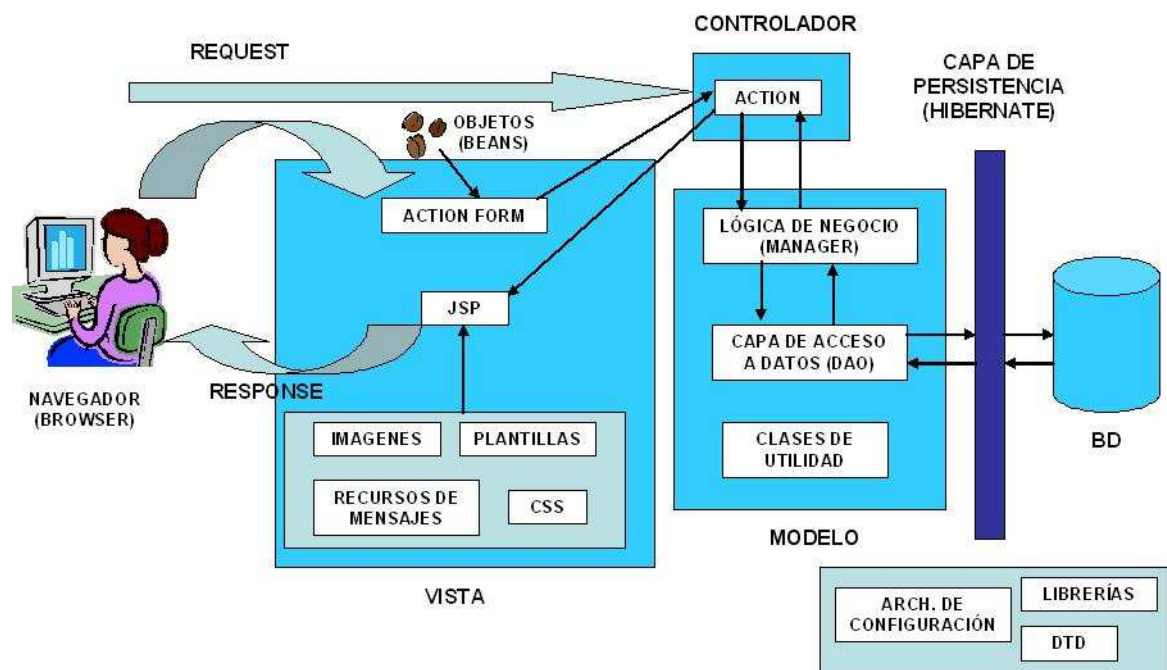 CONTROLADOR
REQUEST
ACTION
CAPA DE
PERSISTENCIA
(HIBERNATE)
OBJETOS
(BEANS)
ACTION FORM
LÓGICA DE NEGOCIO
(MANAGER)
JSP
CAPA DE ACCESO
A DATOS (DAO)
RESPONSE
NAVEGADOR
(BROWSER)
IMAGENES
PLANTILLAS
RECURSOS DE
MENSAJES
CSS
CLASES DE
UTILIDAD
BD
MODELO
VISTA
ARCH. DE
CONFIGURACIÓN
LIBRERÍAS
DTD